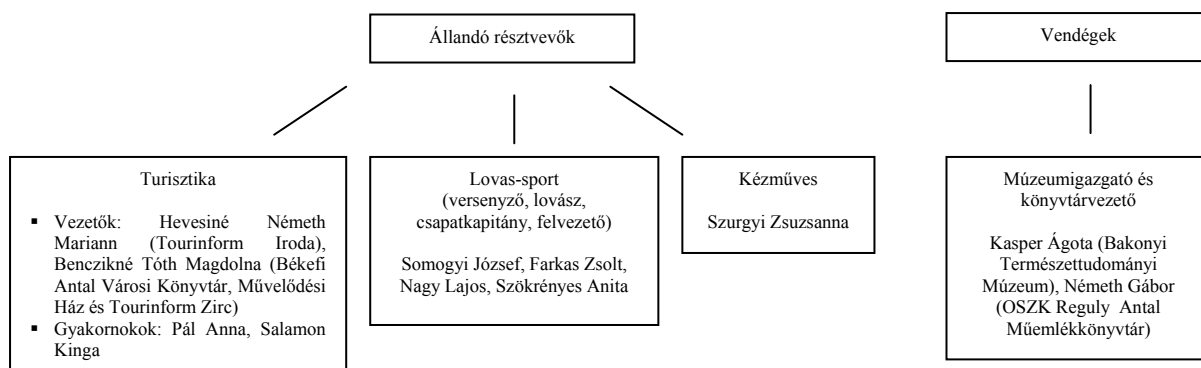 Állandó résztvevők
Vendégek
Turisztika
▪ Vezetők: Hevesiné Németh
Mariann (Tourinform Iroda),
Benczikné Tóth Magdolna (Békefi
Antal Városi Könyvtár, Művelődési
Ház és Tourinform Zirc)
▪ Gyakornokok: Pál Anna, Salamon
Kinga
Lovas-sport
(versenyző, lovász,
csapatkapitány, felvezető)
Somogyi József, Farkas Zsolt,
Nagy Lajos, Szökrényes Anita
Kézműves
Szurgyi Zsuzsanna
Múzeumigazgató és
könyvtárvezető
Kasper Ágota (Bakonyi
Természettudományi
Múzeum), Németh Gábor
(OSZK Reguly Antal
Műemlékkönyvtár)